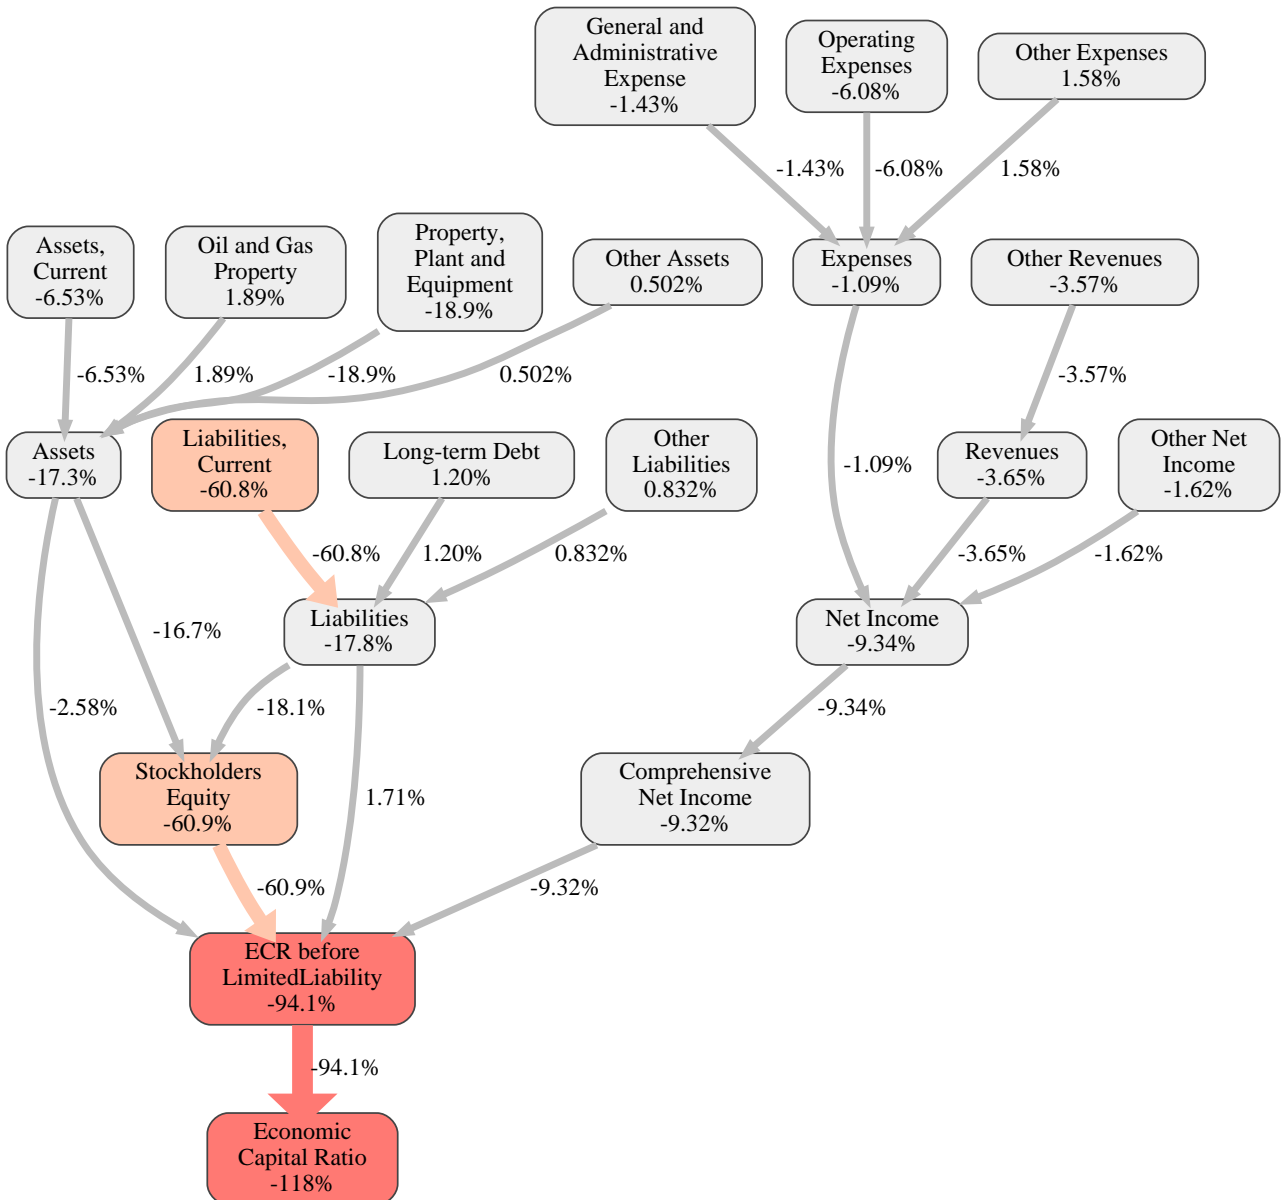 General and
Administrative
Expense
-1.43%
Operating
Expenses
-6.08%
Other Expenses
1.58%
-1.43%
-6.08%
1.58%
Assets,
Current
-6.53%
Oil and Gas
Property
1.89%
Property,
Plant and
Equipment
-18.9%
Other Assets
0.502%
Expenses
-1.09%
Other Revenues
-3.57%
-6.53%
1.89%
-18.9%
0.502%
-3.57%
Assets
-17.3%
Liabilities,
Current
-60.8%
Long-term Debt
1.20%
Other
Liabilities
0.832%
-1.09%
Revenues
-3.65%
Other Net
Income
-1.62%
-60.8%
1.20%
0.832%
-3.65%
-1.62%
-16.7%
Liabilities
-17.8%
Net Income
-9.34%
-2.58%
-18.1%
-9.34%
Stockholders
Equity
-60.9%
1.71%
Comprehensive
Net Income
-9.32%
-60.9%
-9.32%
ECR before
LimitedLiability
-94.1%
-94.1%
Economic
Capital Ratio
-118%